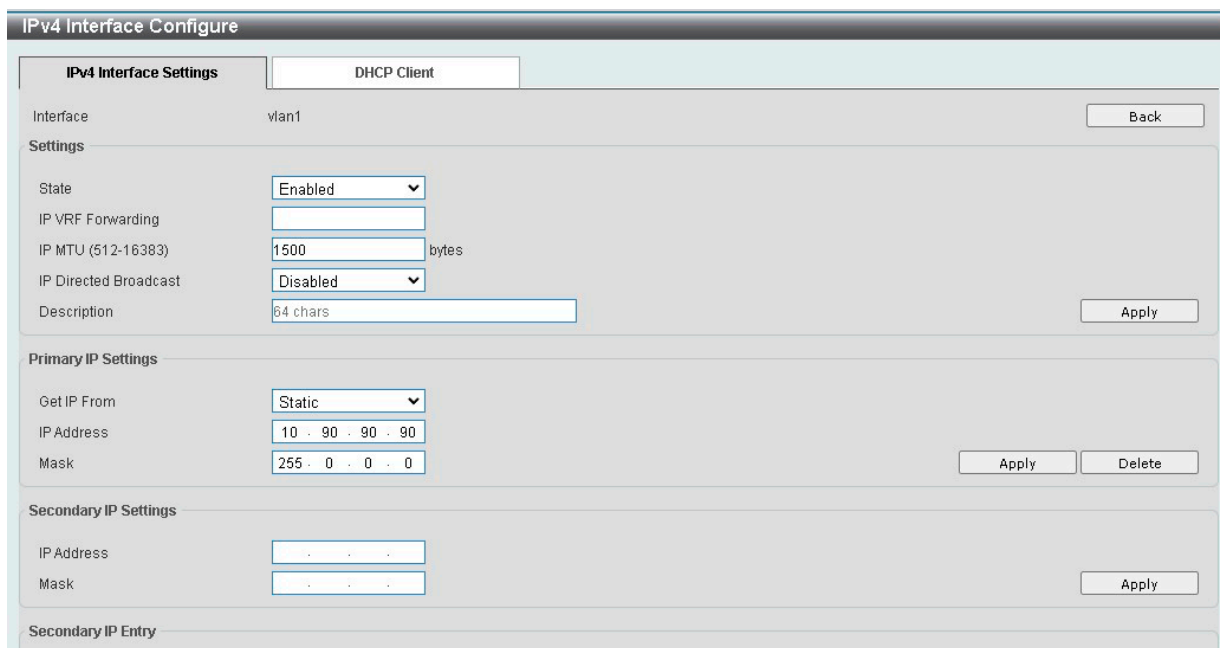 IPv4 Interface Configure
IPv4 Interface Settings DHCP Client
Interface vlan1 Back
Settings
State Enabled
IP VRF Forwarding
IP MTU (512-16383) 1500 bytes
IP Directed Broadcast Disabled
Description 64 chars Apply
Primary IP Settings
Get IP From Static
IP Address 10 . 90 . 90 . 90
Mask 255 . 0 . 0 . 0 Apply Delete
Secondary IP Settings
IP Address . . .
Mask . . . Apply
Secondary IP Entry